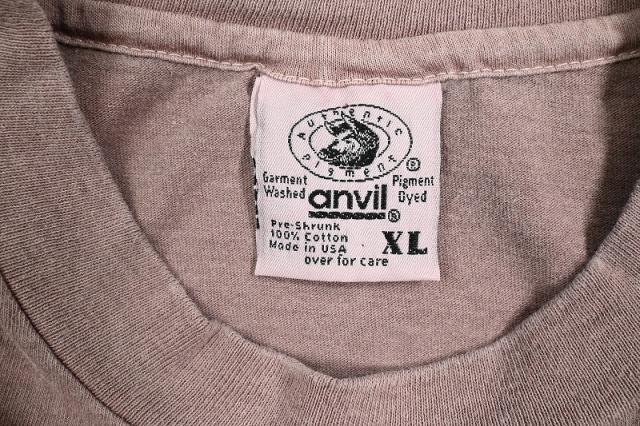 Authentic
Pigment ®
Garment Pigment
Washed anvil® Dyed
Pre-Shrunk
100% Cotton
Made in USA XL
over for care